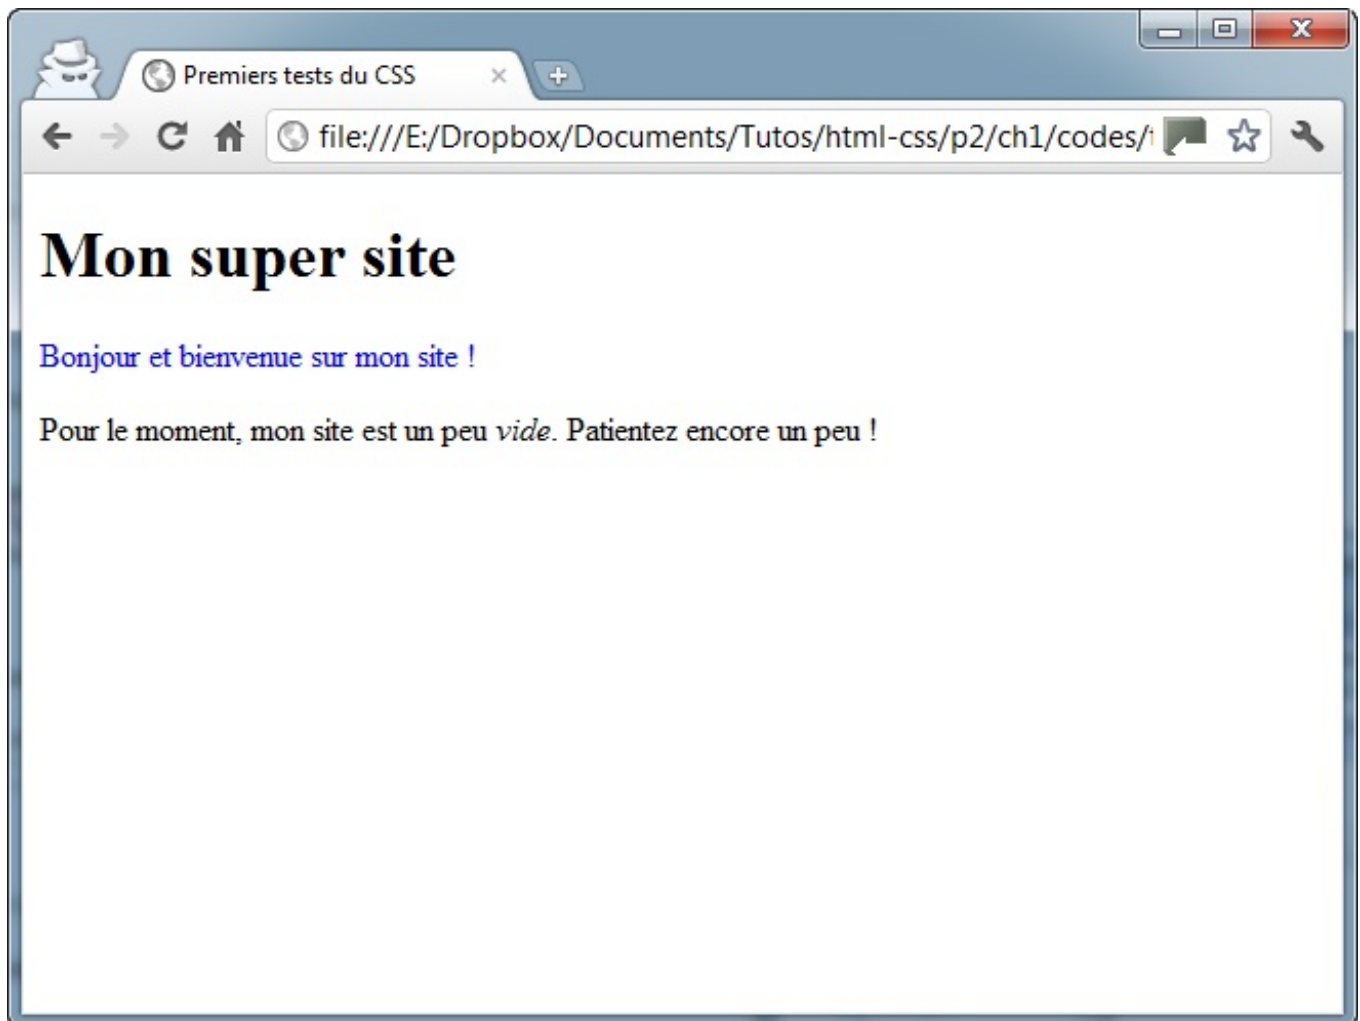 Premiers tests du CSS
file:///E:/Dropbox/Documents/Tutos/html-css/p2/ch1/codes/
Mon super site
Bonjour et bienvenue sur mon site !
Pour le moment, mon site est un peu vide. Patientez encore un peu !